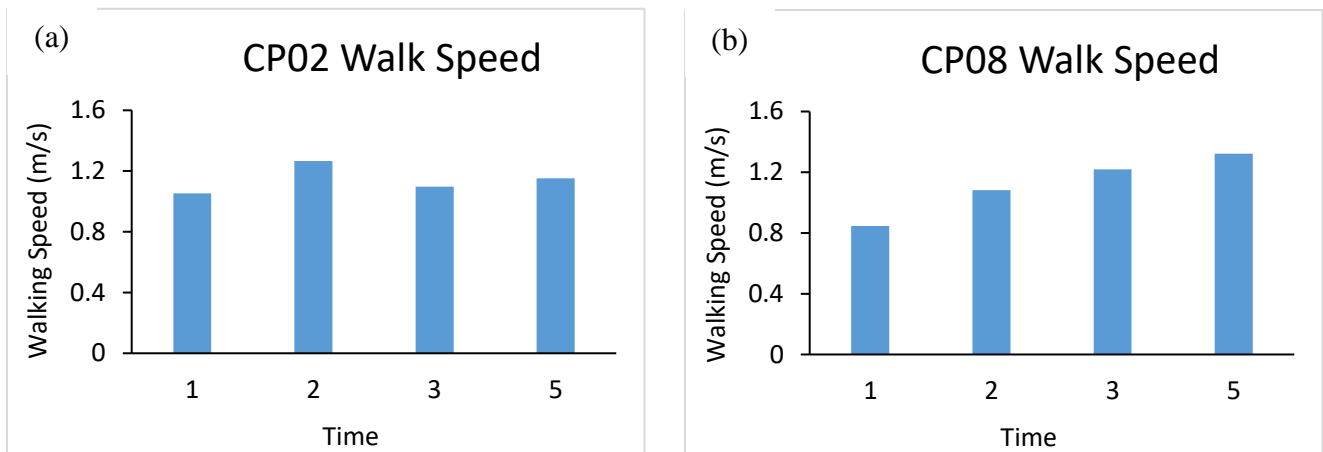 (a)
CP02 Walk Speed
Walking Speed (m/s)
1.6
1.2
0.8
0.4
0
1 2 3 5
Time
(b)
CP08 Walk Speed
Walking Speed (m/s)
1.6
1.2
0.8
0.4
0
1 2 3 5
Time